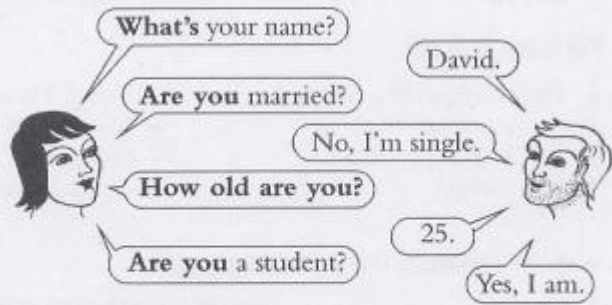 What's your name?
David.
Are you married?
No, I'm single.
How old are you?
25.
Are you a student?
Yes, I am.